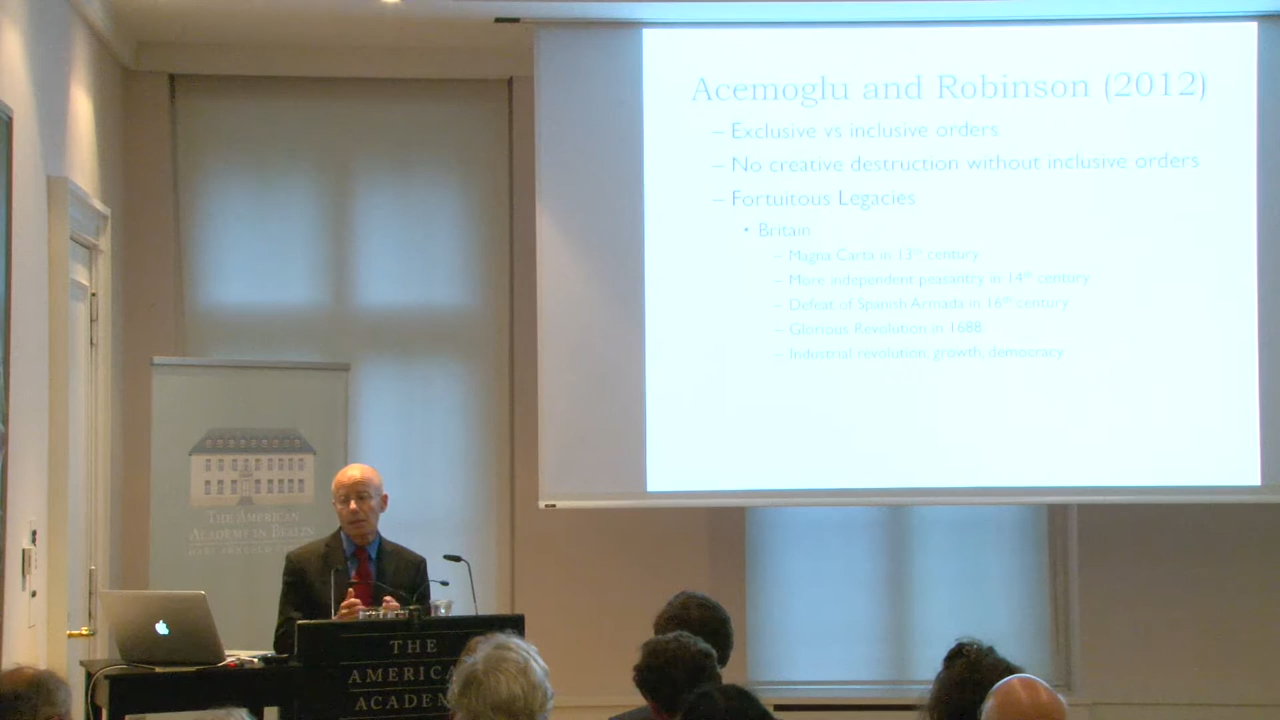 Acemoglu and Robinson (2012)
– Exclusive vs inclusive orders
– No creative destruction without inclusive orders
– Fortuitous Legacies
• Britain
– Magna Carta in 13th century
– More independent peasantry in 14th century
– Defeat of Spanish Armada in 16th century
– Glorious Revolution in 1688
– Industrial revolution, growth, democracy
THE AMERICAN
ACADEMY IN BERLIN
THE
AMERICA
ACADEM